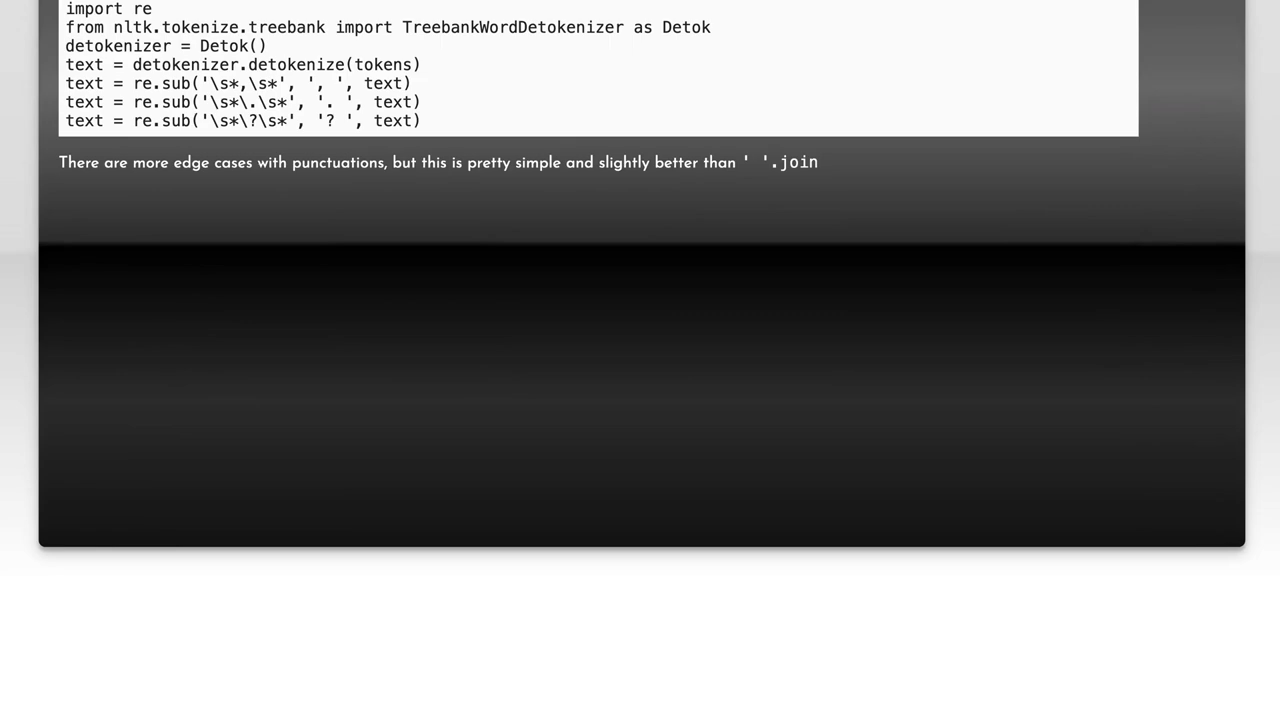 import re
from nltk.tokenize.treebank import TreebankWordDetokenizer as Detok
detokenizer = Detok()
text = detokenizer.detokenize(tokens)
text = re.sub('\s*,\s*', ', ', text)
text = re.sub('\s*\.\s*', '. ', text)
text = re.sub('\s*\?\s*', '? ', text)
There are more edge cases with punctuations, but this is pretty simple and slightly better than ' '.join